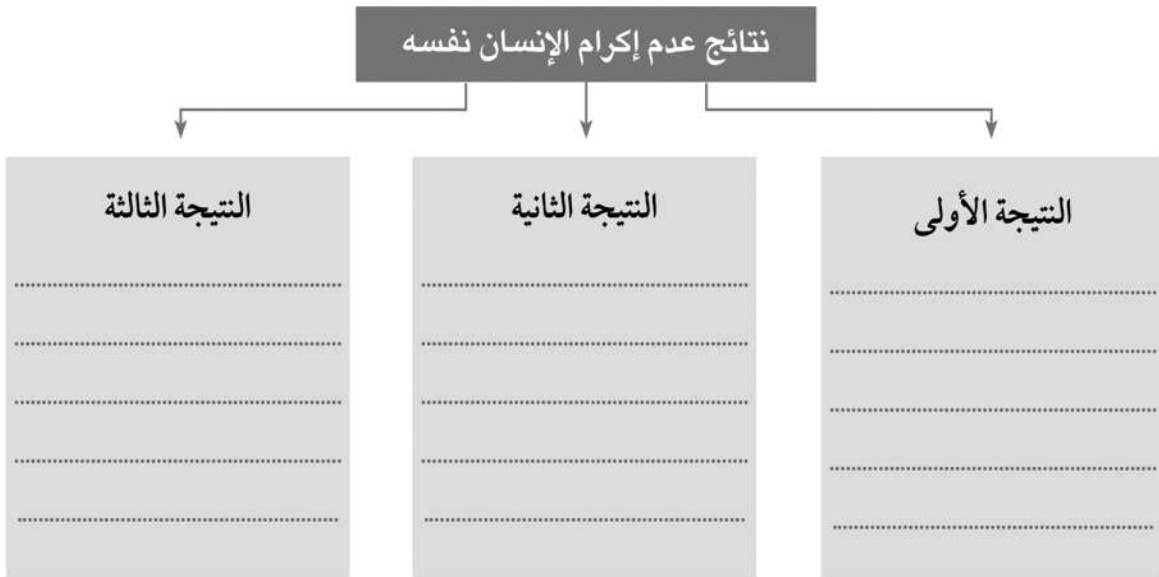 نتائج عدم إكرام الإنسان نفسه
النتيجة الأولى
النتيجة الثانية
النتيجة الثالثة